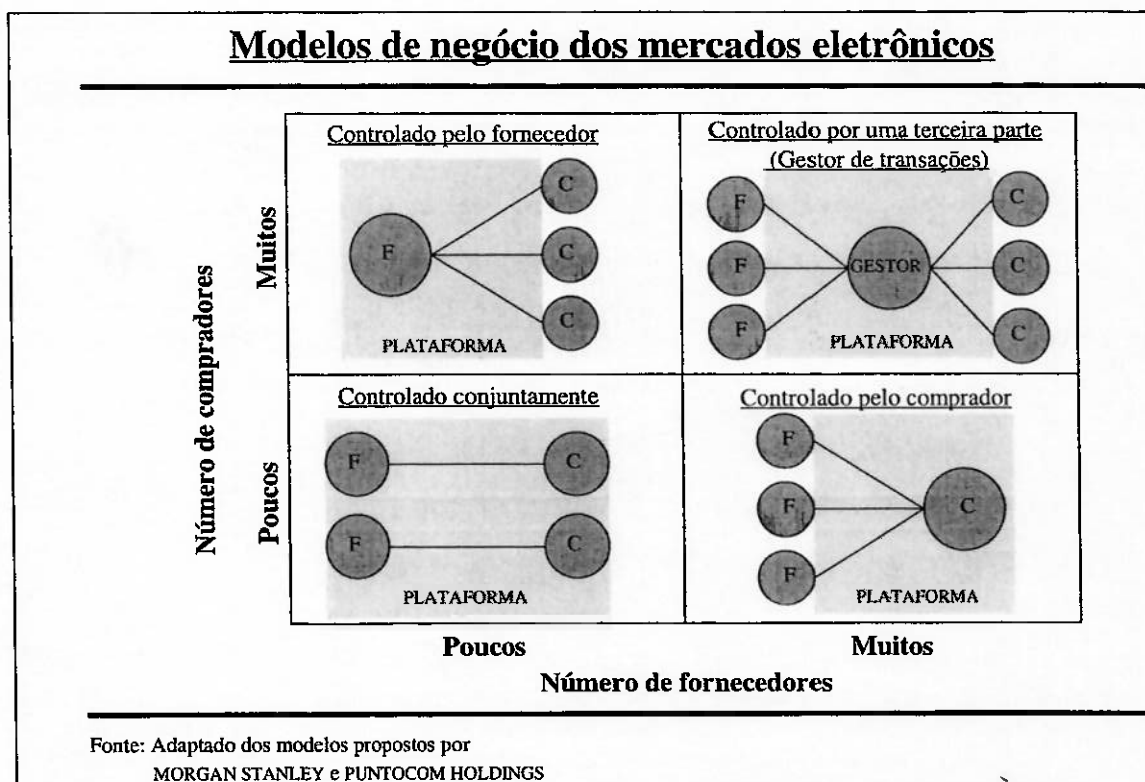 Modelos de negócio dos mercados eletrônicos
Número de compradores
Muitos
Controlado pelo fornecedor
F
C
C
C
PLATAFORMA
Controlado por uma terceira parte
(Gestor de transações)
F
F
F
GESTOR
C
C
C
PLATAFORMA
Poucos
Controlado conjuntamente
F
C
F
C
PLATAFORMA
Controlado pelo comprador
F
F
F
C
PLATAFORMA
Poucos
Muitos
Número de fornecedores
Fonte: Adaptado dos modelos propostos por
MORGAN STANLEY e PUNTOCOM HOLDINGS